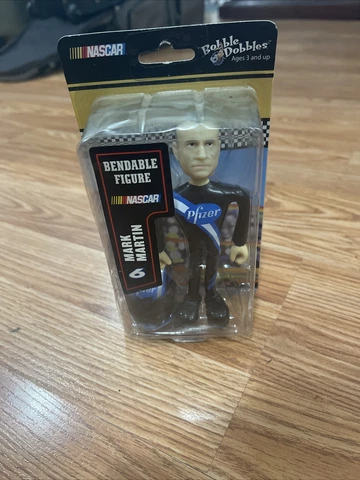 NASCAR
Bobble
Dobbles
Ages 3 and up
BENDABLE
FIGURE
NASCAR
MARK
MARTIN
6
Pfizer